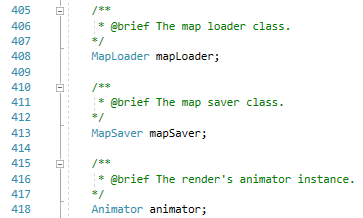 405 /**
406 * @brief The map loader class.
407 */
408 MapLoader mapLoader;
409
410 /**
411 * @brief The map saver class.
412 */
413 MapSaver mapSaver;
414
415 /**
416 * @brief The render's animator instance.
417 */
418 Animator animator;